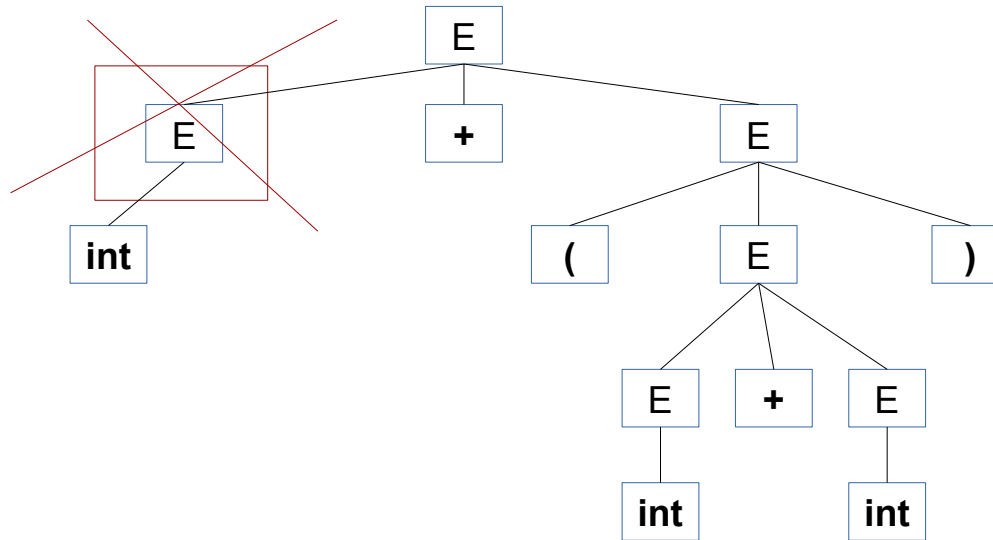 E
E + E
int ( E )
E + E
int int